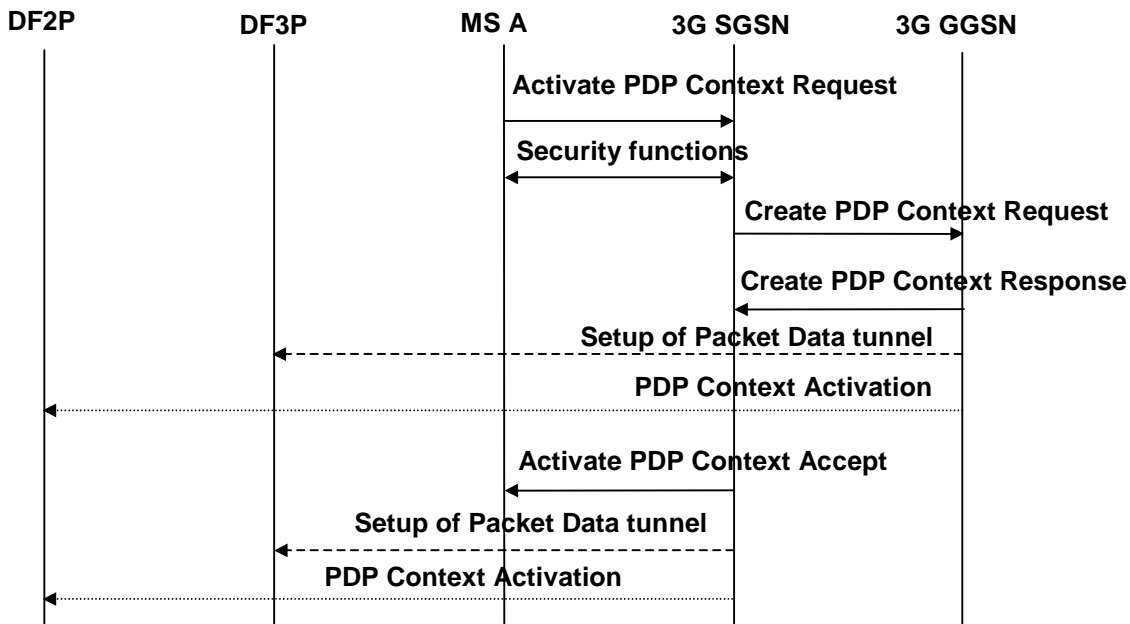 DF2P
DF3P
MS A
3G SGSN
3G GGSN
Activate PDP Context Request
Security functions
Create PDP Context Request
Create PDP Context Response
Setup of Packet Data tunnel
PDP Context Activation
Activate PDP Context Accept
Setup of Packet Data tunnel
PDP Context Activation